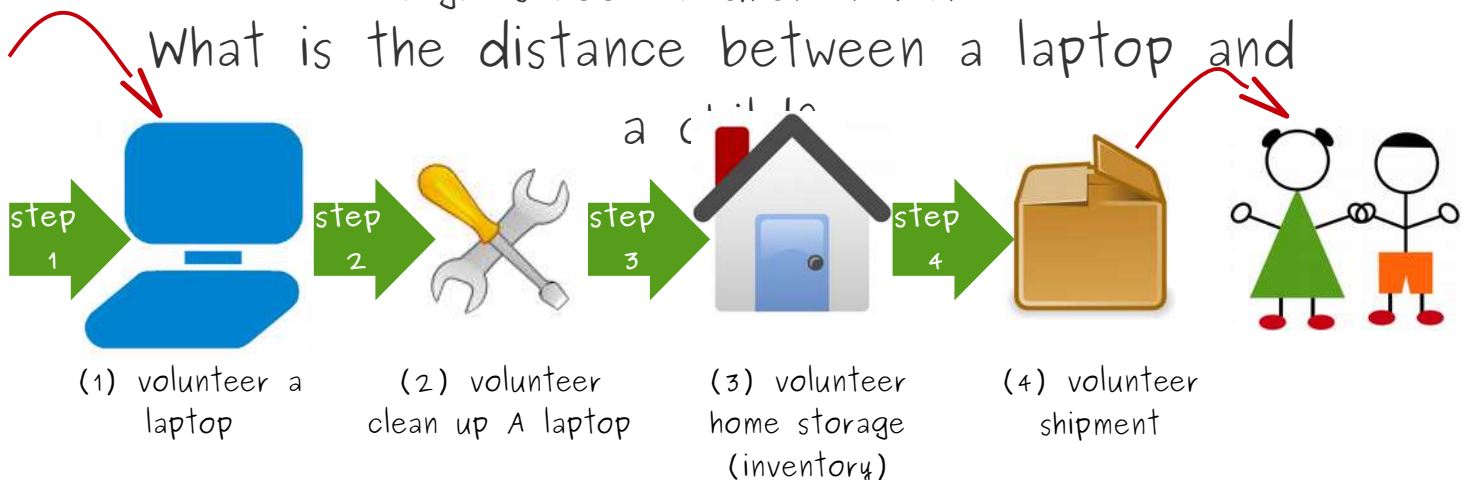 What is the distance between a laptop and
a
step
1
step
2
step
3
step
4
(1) volunteer a
laptop
(2) volunteer
clean up A laptop
(3) volunteer
home storage
(inventory)
(4) volunteer
shipment